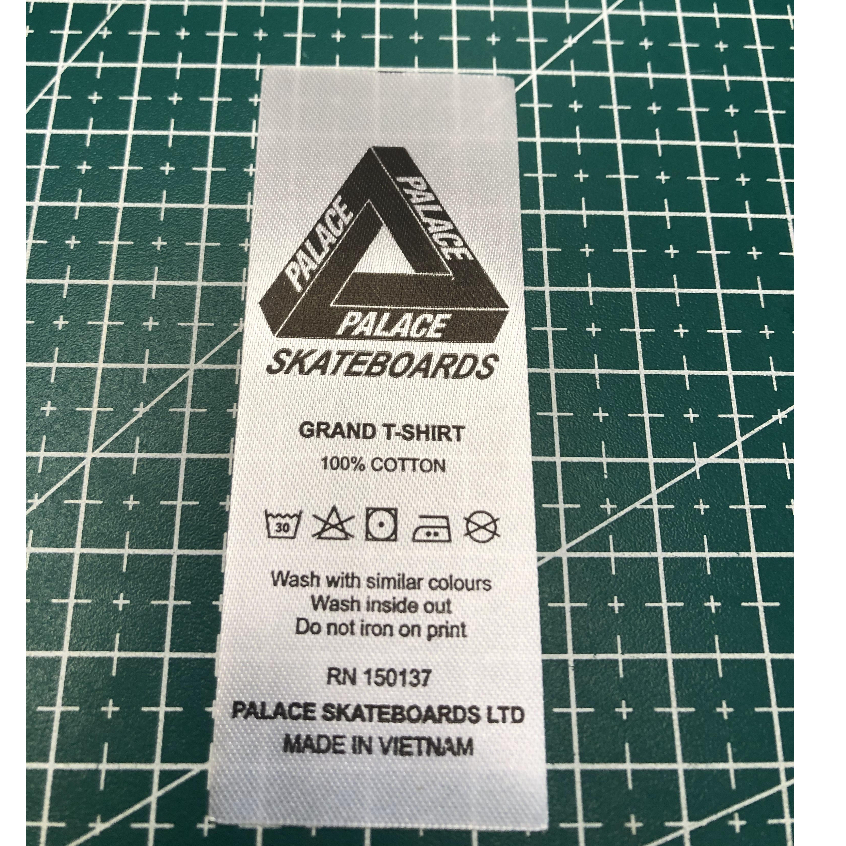 PALACE
PALACE
PALACE
SKATEBOARDS
GRAND T-SHIRT
100% COTTON
30
Wash with similar colours
Wash inside out
Do not iron on print
RN 150137
PALACE SKATEBOARDS LTD
MADE IN VIETNAM